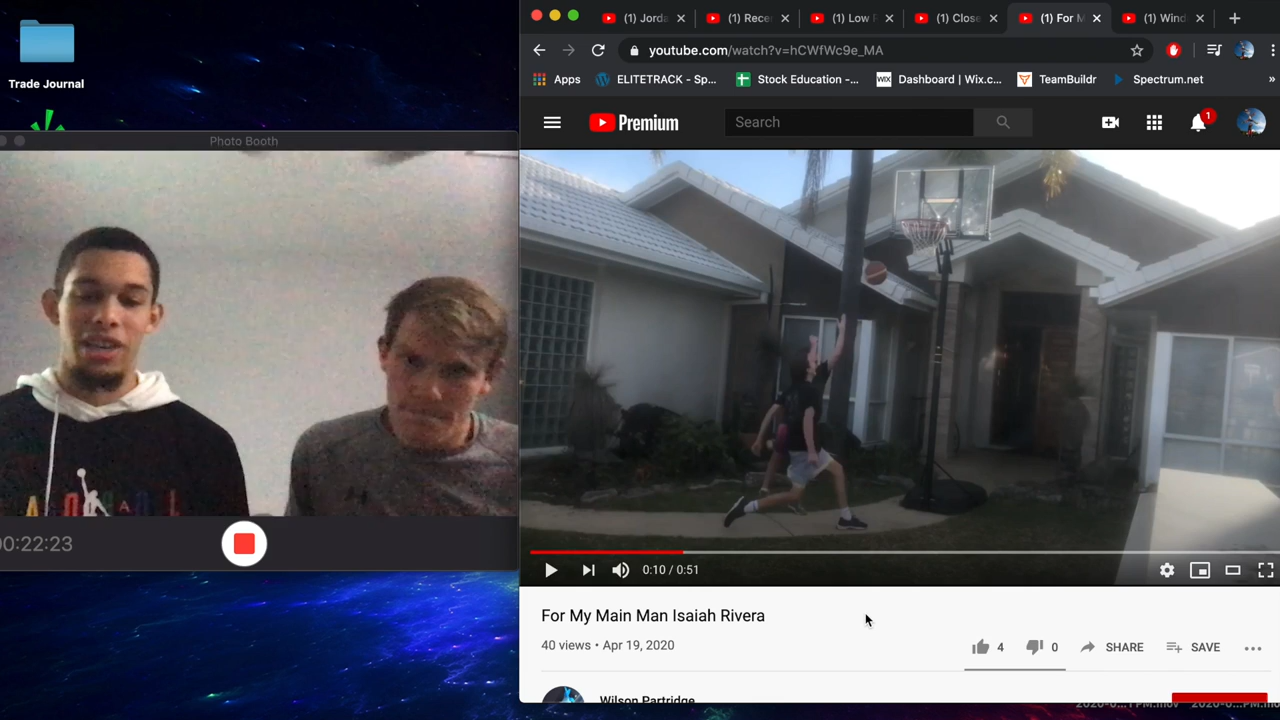 Trade Journal
Photo Booth
00:22:23
(1) Jorda
(1) Recen
(1) Low R
(1) Close
(1) For M
(1) Wind
youtube.com/watch?v=hCWfWc9e_MA
Apps
ELITETRACK - Sp...
Stock Education -...
WIX
Dashboard | Wix.c...
TeamBuildr
Spectrum.net
»
Premium
Search
1
0:10 / 0:51
For My Main Man Isaiah Rivera
40 views • Apr 19, 2020
4
0
SHARE
SAVE
Wilson Partridge